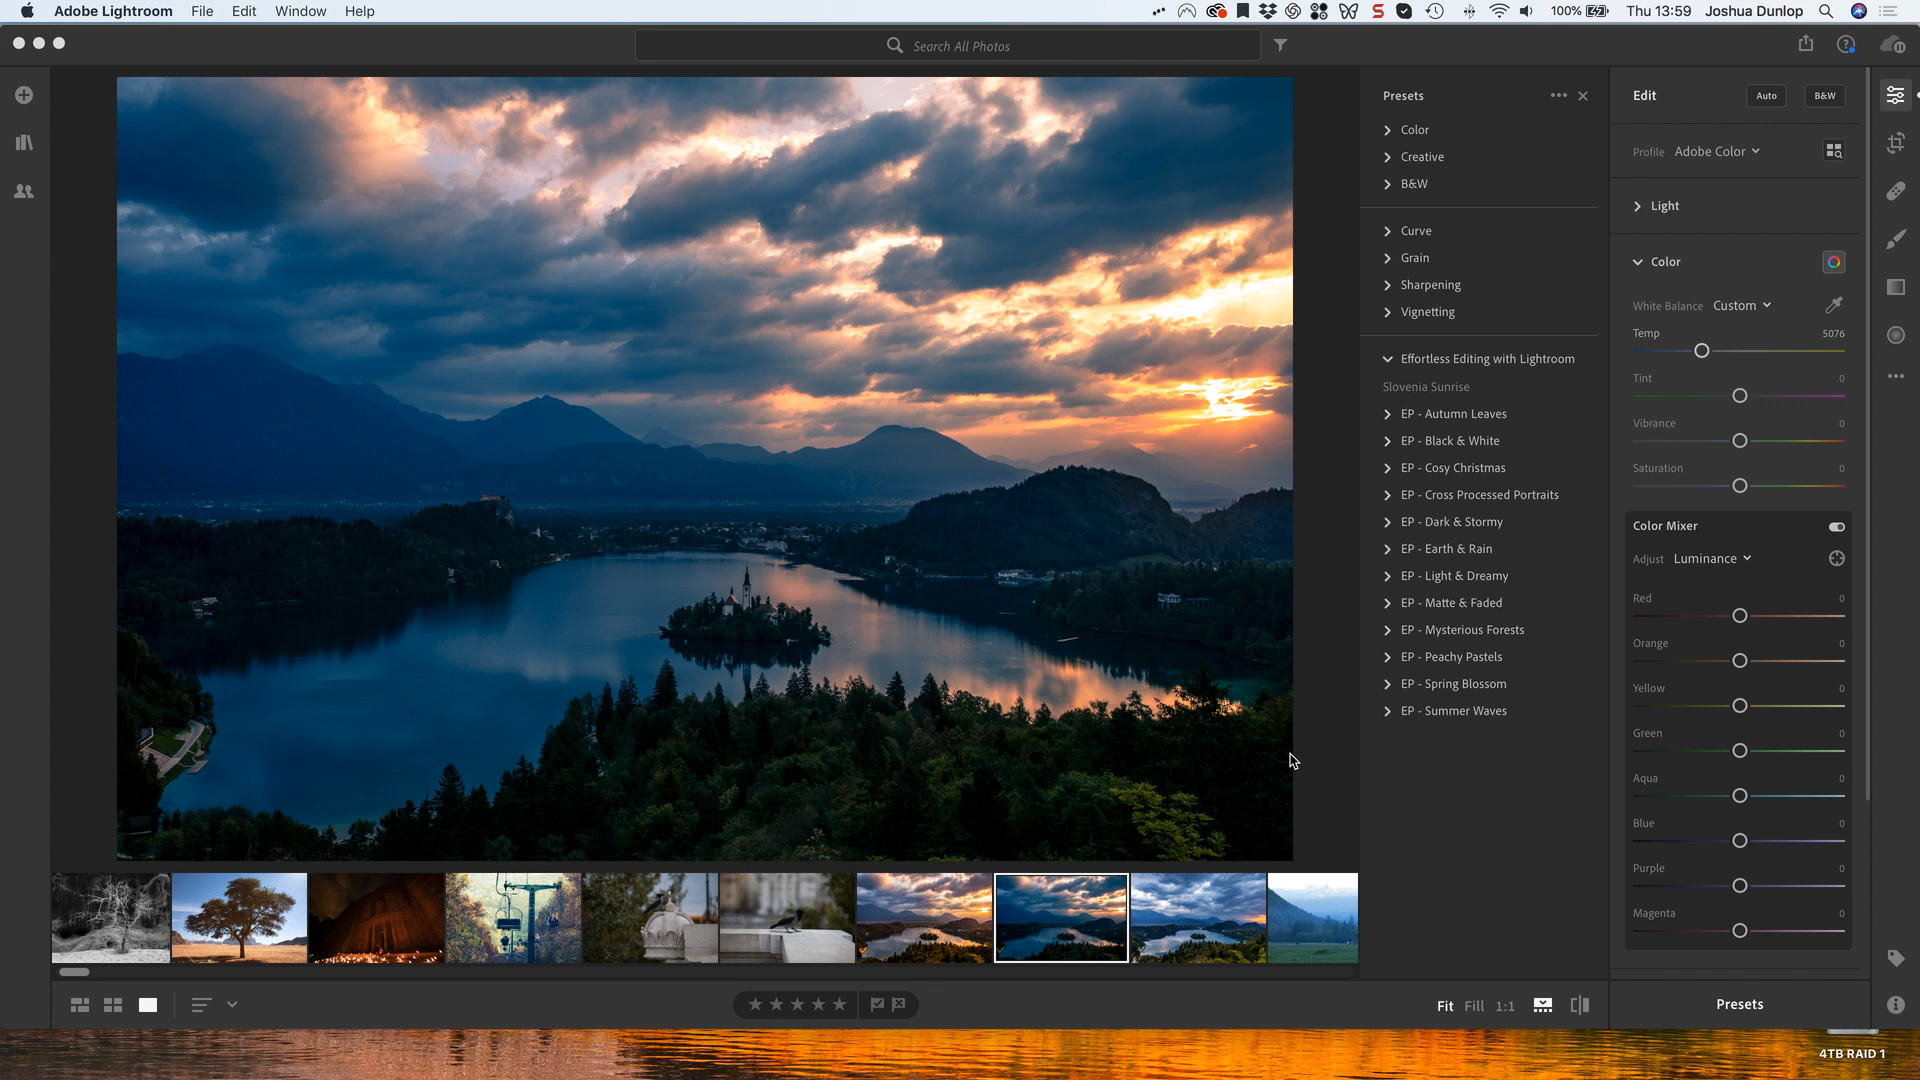 Adobe Lightroom File Edit Window Help
100% Thu 13:59 Joshua Dunlop
Search All Photos
Presets
Color
Creative
B&W
Curve
Grain
Sharpening
Vignetting
Effortless Editing with Lightroom
Slovenia Sunrise
EP - Autumn Leaves
EP - Black & White
EP - Cosy Christmas
EP - Cross Processed Portraits
EP - Dark & Stormy
EP - Earth & Rain
EP - Light & Dreamy
EP - Matte & Faded
EP - Mysterious Forests
EP - Peachy Pastels
EP - Spring Blossom
EP - Summer Waves
Edit Auto B&W
Profile Adobe Color
Light
Color
White Balance Custom
Temp 5076
Tint 0
Vibrance 0
Saturation 0
Color Mixer
Adjust Luminance
Red 0
Orange 0
Yellow 0
Green 0
Aqua 0
Blue 0
Purple 0
Magenta 0
Fit Fill 1:1
Presets
4TB RAID 1